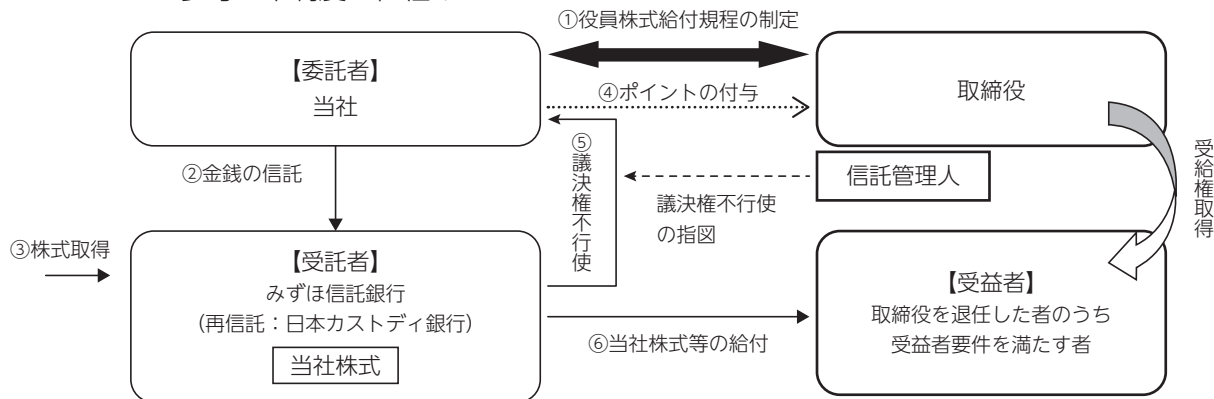 ①役員株式給付規程の制定
【委託者】
当社
④ポイントの付与
取締役
②金銭の信託
⑤議決権不行使
信託管理人
議決権不行使
の指図
受給権取得
③株式取得
【受託者】
みずほ信託銀行
(再信託：日本カストディ銀行)
当社株式
⑥当社株式等の給付
【受益者】
取締役を退任した者のうち
受益者要件を満たす者